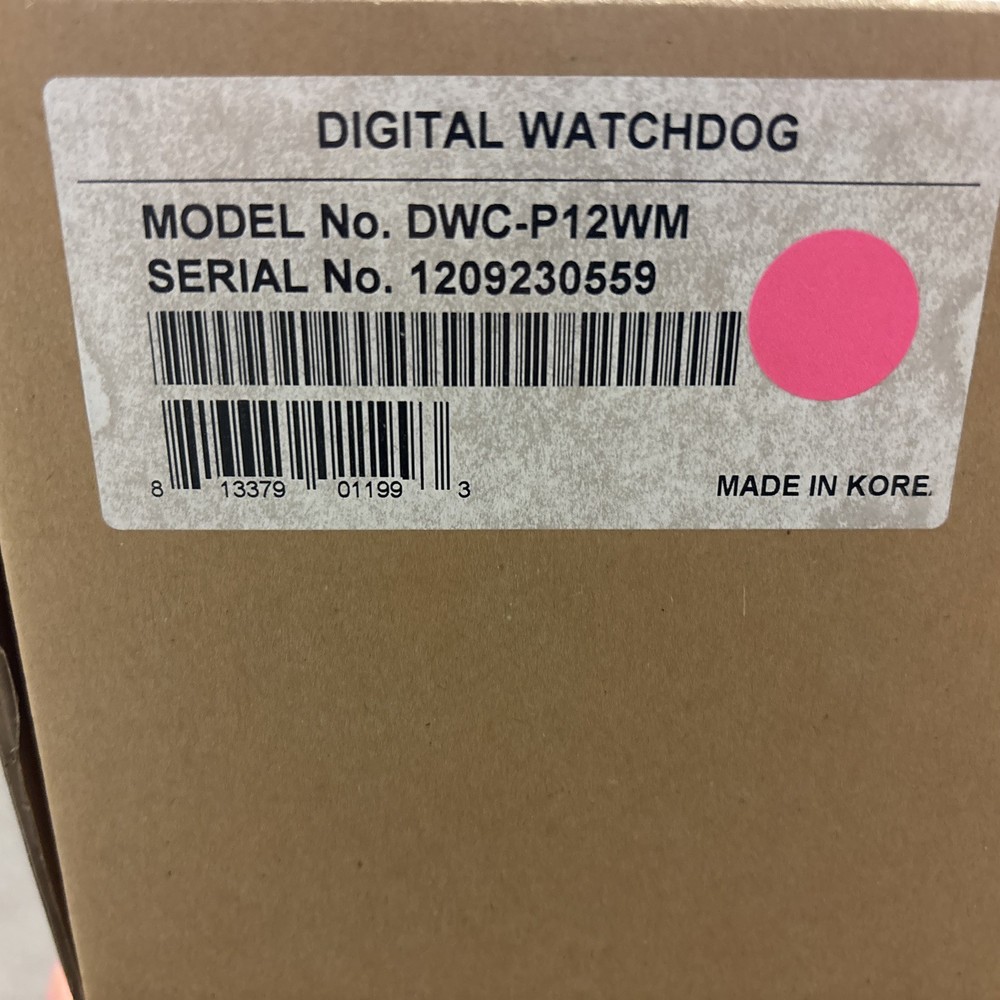 DIGITAL WATCHDOG
MODEL No. DWC-P12WM
SERIAL No. 1209230559
8 13379 01199 3
MADE IN KORE